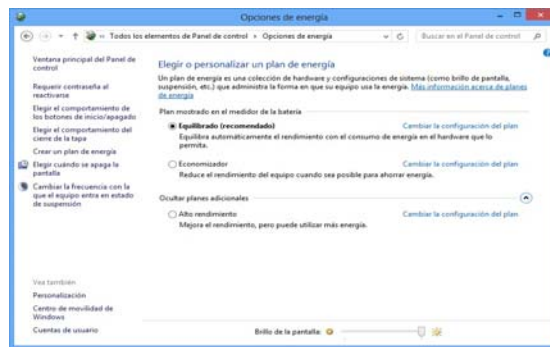 Opciones de energía
Todos los elementos de Panel de control
Opciones de energía
Buscar en el Panel de control
Ventana principal del Panel de
control
Requerir contraseña al
reactivarse
Elegir el comportamiento de
los botones de inicio/apagado
Elegir el comportamiento del
cierre de la tapa
Crear un plan de energía
Elegir cuándo se apaga la
pantalla
Cambiar la frecuencia con la
que el equipo entra en estado
de suspensión
Vea también
Personalización
Centro de movilidad de
Windows
Cuentas de usuario
Elegir o personalizar un plan de energía
Un plan de energía es una colección de hardware y configuraciones de sistema (como brillo de pantalla,
suspensión, etc.) que administra la forma en que su equipo usa la energía. Más información acerca de planes
de energía
Plan mostrado en el medidor de la batería
Equilibrado (recomendado) Cambiar la configuración del plan
Equilibra automáticamente el rendimiento con el consumo de energía en el hardware que lo
permita.
Economizador Cambiar la configuración del plan
Reduce el rendimiento del equipo cuando sea posible para ahorrar energía.
Ocultar planes adicionales
Alto rendimiento Cambiar la configuración del plan
Mejora el rendimiento, pero puede utilizar más energía.
Brillo de la pantalla: